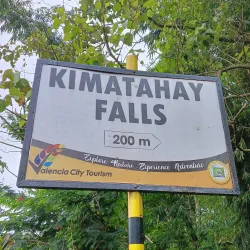 KIMATAHAY
FALLS
200 m
Explore Nature Experience Adventure
Valencia City Tourism